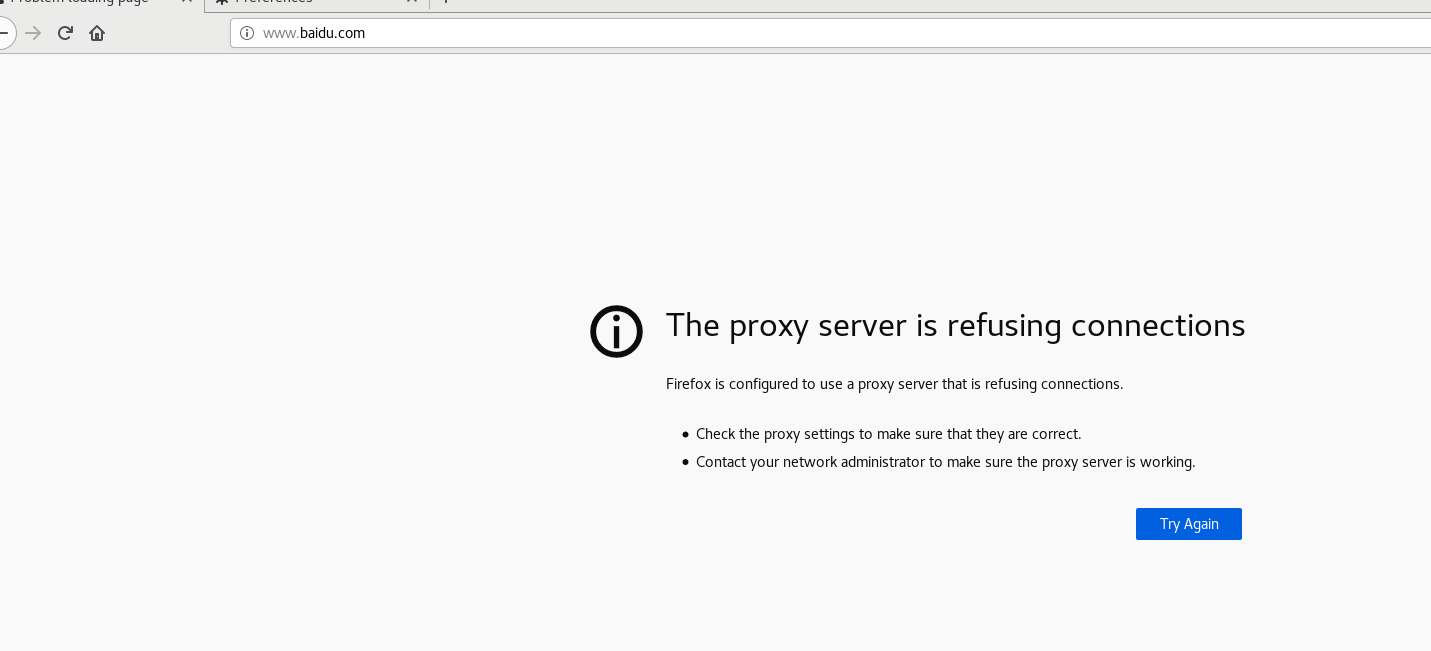 Problem loading page
Preferences
www.baidu.com
The proxy server is refusing connections
Firefox is configured to use a proxy server that is refusing connections.
• Check the proxy settings to make sure that they are correct.
• Contact your network administrator to make sure the proxy server is working.
Try Again